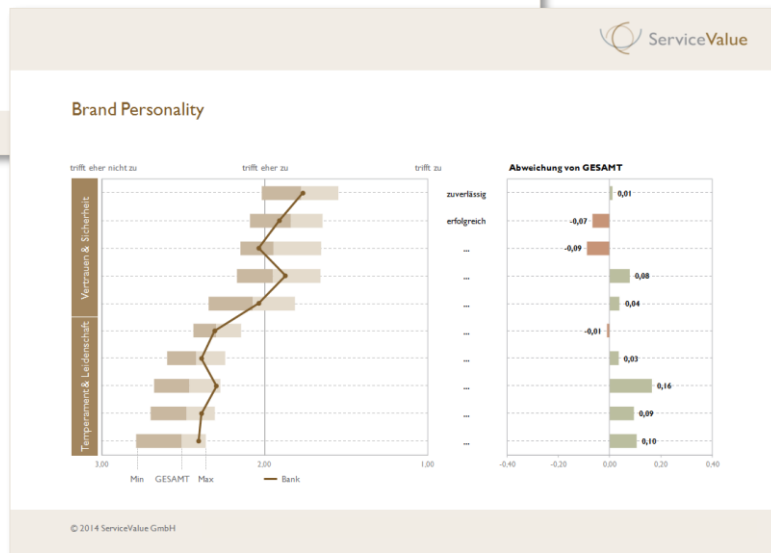 ServiceValue
Brand Personality
trifft eher nicht zu trifft eher zu trifft zu Abweichung von GESAMT
Vertrauen & Sicherheit
Temperament & Leidenschaft
zuverlässig 0,01
erfolgreich -0,07
... -0,09
... 0,08
... 0,04
... -0,01
... 0,03
... 0,16
... 0,09
... 0,10
3,00 2,00 1,00 -0,40 -0,20 0,00 0,20 0,40
Min GESAMT Max Bank
© 2014 ServiceValue GmbH